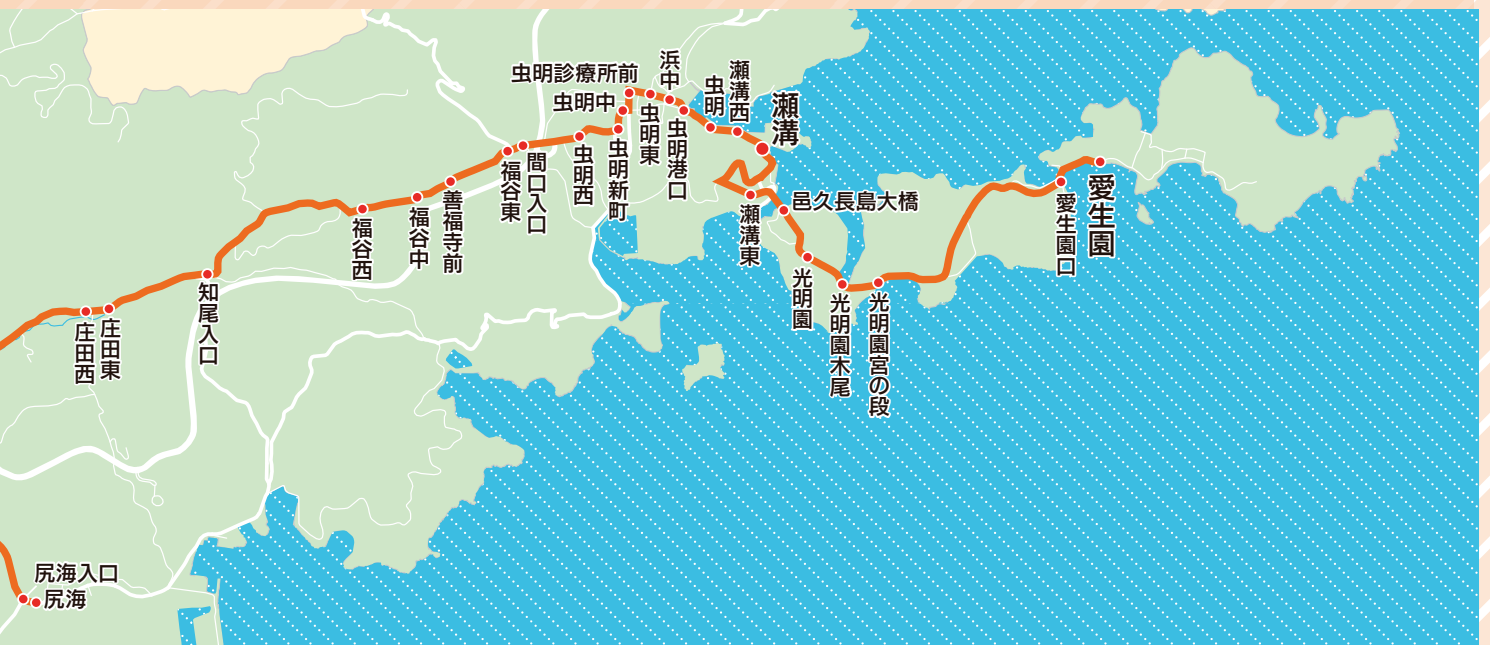 庄田西
庄田東
知尾入口
福谷西
福谷中
善福寺前
福谷東
間口入口
虫明西
虫明新町
虫明中
虫明診療所前
虫明東
浜中
虫明港口
虫明
瀬溝西
瀬溝
瀬溝東
邑久長島大橋
光明園
光明園木尾
光明園宮の段
愛生園口
愛生園
尻海入口
尻海